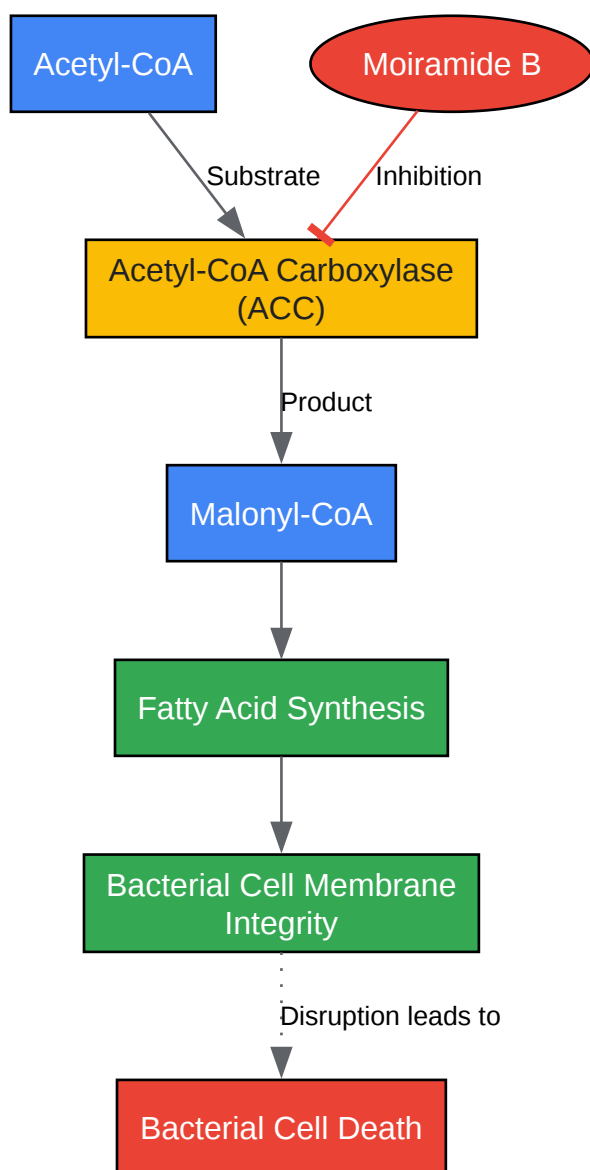 Acetyl-CoA
Moiramide B
Substrate
Inhibition
Acetyl-CoA Carboxylase
(ACC)
Product
Malonyl-CoA
Fatty Acid Synthesis
Bacterial Cell Membrane
Integrity
Disruption leads to
Bacterial Cell Death